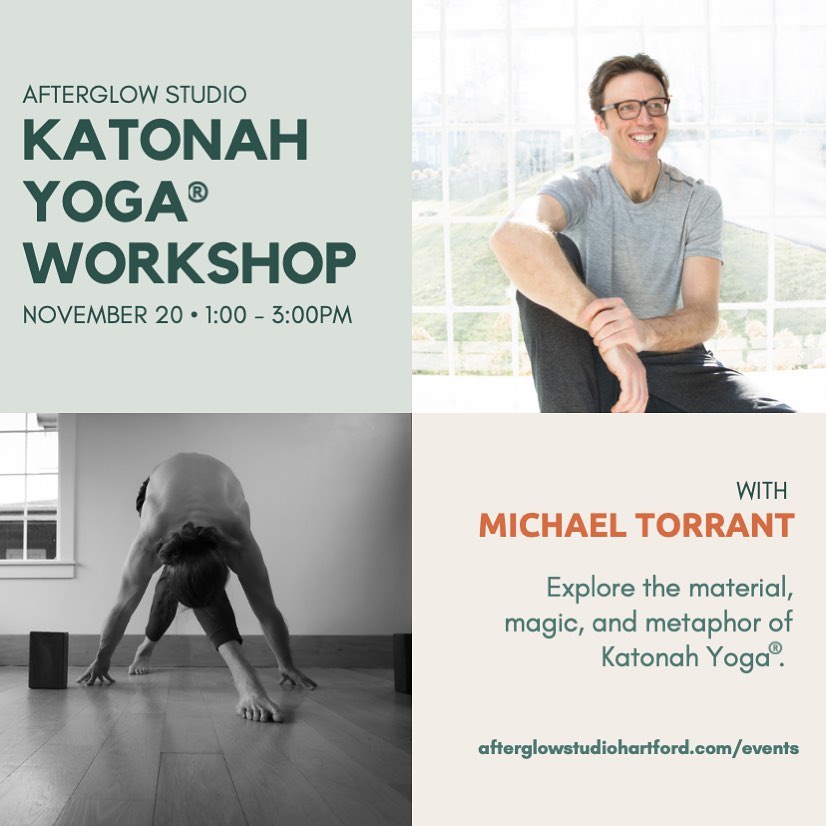 AFTERGLOW STUDIO
KATONAH
YOGA®
WORKSHOP
NOVEMBER 20 • 1:00 - 3:00PM
WITH
MICHAEL TORRANT
Explore the material,
magic, and metaphor of
Katonah Yoga®.
afterglowstudiohartford.com/events